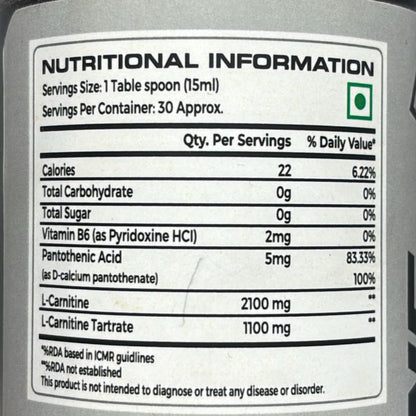 NUTRITIONAL INFORMATION
Servings Size: 1 Table spoon (15ml)
Servings Per Container: 30 Approx.
Qty. Per Servings % Daily Value*
Calories 22 6.22%
Total Carbohydrate 0g 0%
Total Sugar 0g 0%
Vitamin B6 (as Pyridoxine HCl) 2mg 0%
Pantothenic Acid 5mg 83.33%
(as D-calcium pantothenate) 100%
L-Carnitine 2100 mg **
L-Carnitine Tartrate 1100 mg **
*%RDA based in ICMR guidlines
**%RDA not established
This product is not intended to diagnose or treat any disease or disorder.